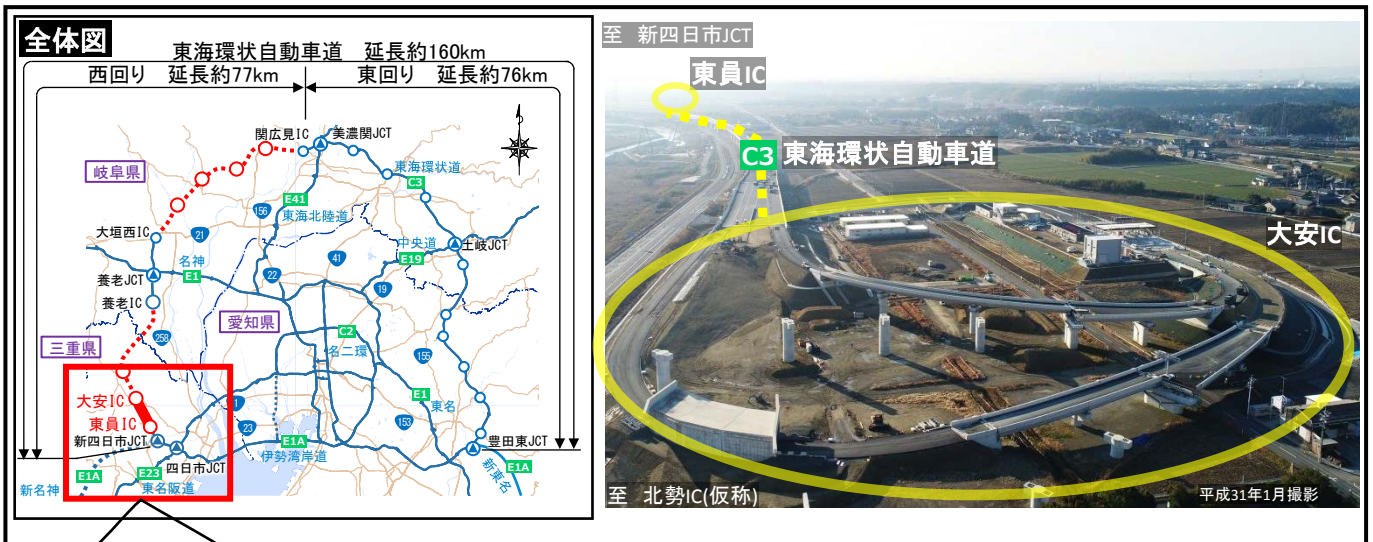 全体図
東海環状自動車道 延長約160km
西回り 延長約77km
東回り 延長約76km
関広見IC
美濃関JCT
岐阜県
東海環状道
C3
E41
156
東海北陸道
大垣西IC
21
中央道
土岐JCT
名神
41
E19
養老JCT
E1
22
19
養老IC
愛知県
258
C2
三重県
名二環
155
大安IC
E1
東員IC
1
東名
153
23
新四日市JCT
E1A
豊田東JCT
伊勢湾岸道
四日市JCT
E1A
E23
新東名
E1A
新名神
東名阪道
至 新四日市JCT
東員IC
C3 東海環状自動車道
大安IC
至 北勢IC(仮称)
平成31年1月撮影